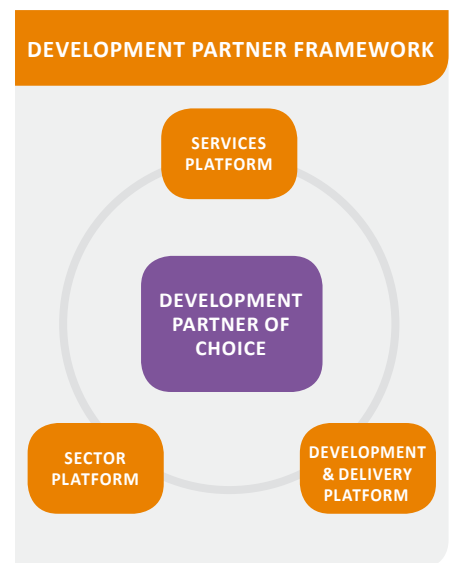 DEVELOPMENT PARTNER FRAMEWORK
SERVICES
PLATFORM
DEVELOPMENT
PARTNER OF
CHOICE
SECTOR
PLATFORM
DEVELOPMENT
& DELIVERY
PLATFORM